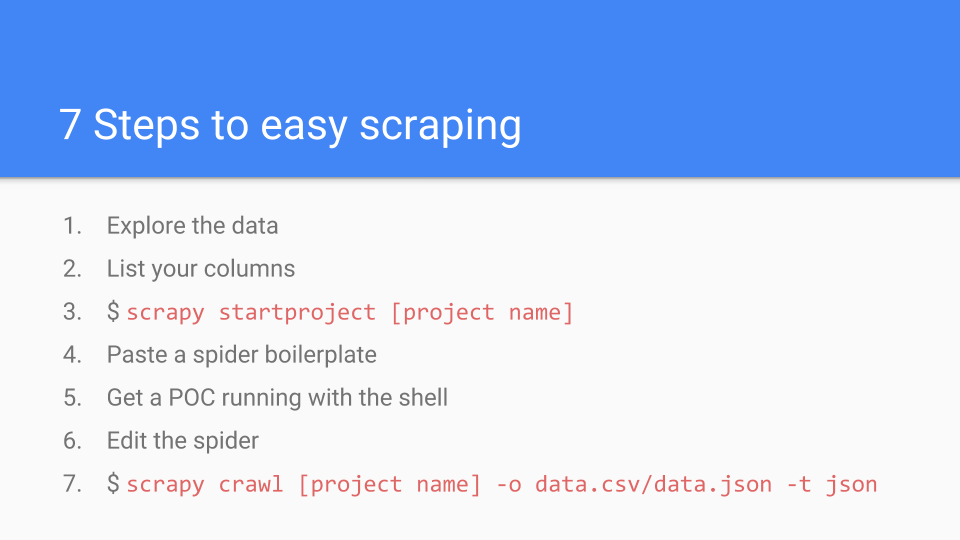 7 Steps to easy scraping
1. Explore the data
2. List your columns
3. $ scrapy startproject [project name]
4. Paste a spider boilerplate
5. Get a POC running with the shell
6. Edit the spider
7. $ scrapy crawl [project name] -o data.csv/data.json -t json